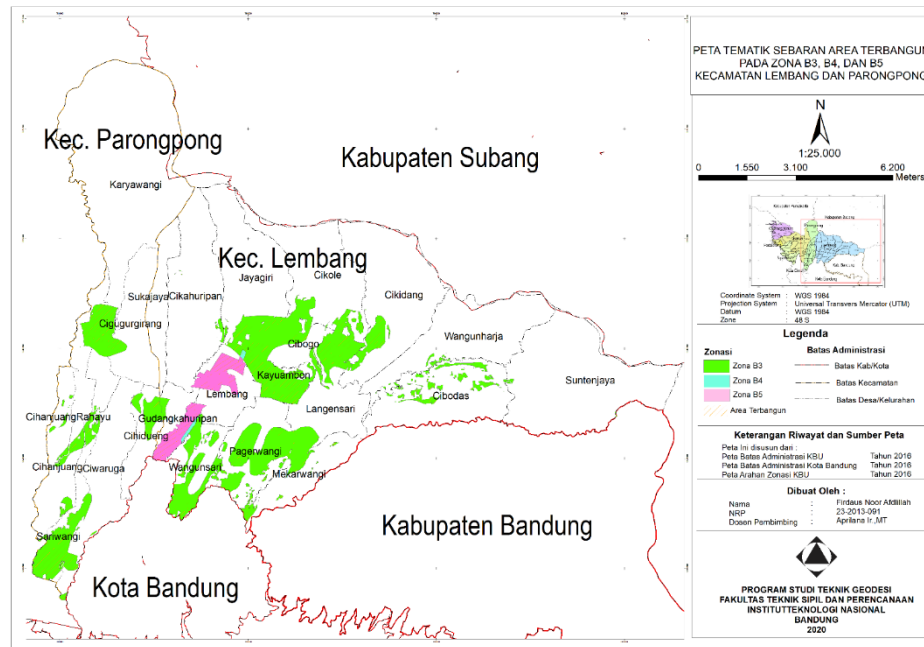 Kec. Parongpong
Karyawangi
Kabupaten Subang
Kec. Lembang
Jayagiri
Cikole
Sukajaya
Cikahuripan
Cikidang
Cigugurgirang
Wangunharja
Cibogo
Kayuambon
Suntenjaya
Lembang
Cibodas
Langensari
CihanjuangRahayu
Gudangkahuripan
Cihideung
Pagerwangi
Cihanjuang
Ciwaruga
Wangunsari
Mekarwangi
Sariwangi
Kabupaten Bandung
Kota Bandung
PETA TEMATIK SEBARAN AREA TERBANGUN
PADA ZONA B3, B4, DAN B5
KECAMATAN LEMBANG DAN PARONGPONG
N
1:25.000
0 1.550 3.100 6.200
Meters
Coordinate System : WGS 1984
Projection System : Universal Transvers Mercator (UTM)
Datum : WGS 1984
Zone : 48 S
Legenda
Zonasi Batas Administrasi
Zona B3 Batas Kab/Kota
Zona B4 Batas Kecamatan
Zona B5 Batas Desa/Kelurahan
Area Terbangun
Keterangan Riwayat dan Sumber Peta
Peta Ini disusun dari :
Peta Batas Administrasi KBU Tahun 2016
Peta Batas Administrasi Kota Bandung Tahun 2016
Peta Arahan Zonasi KBU Tahun 2016
Dibuat Oleh :
Nama : Firdaus Noor Afdillah
NRP : 23-2013-091
Dosen Pembimbing : Aprilana Ir.,MT
PROGRAM STUDI TEKNIK GEODESI
FAKULTAS TEKNIK SIPIL DAN PERENCANAAN
INSTITUTTEKNOLOGI NASIONAL
BANDUNG
2020